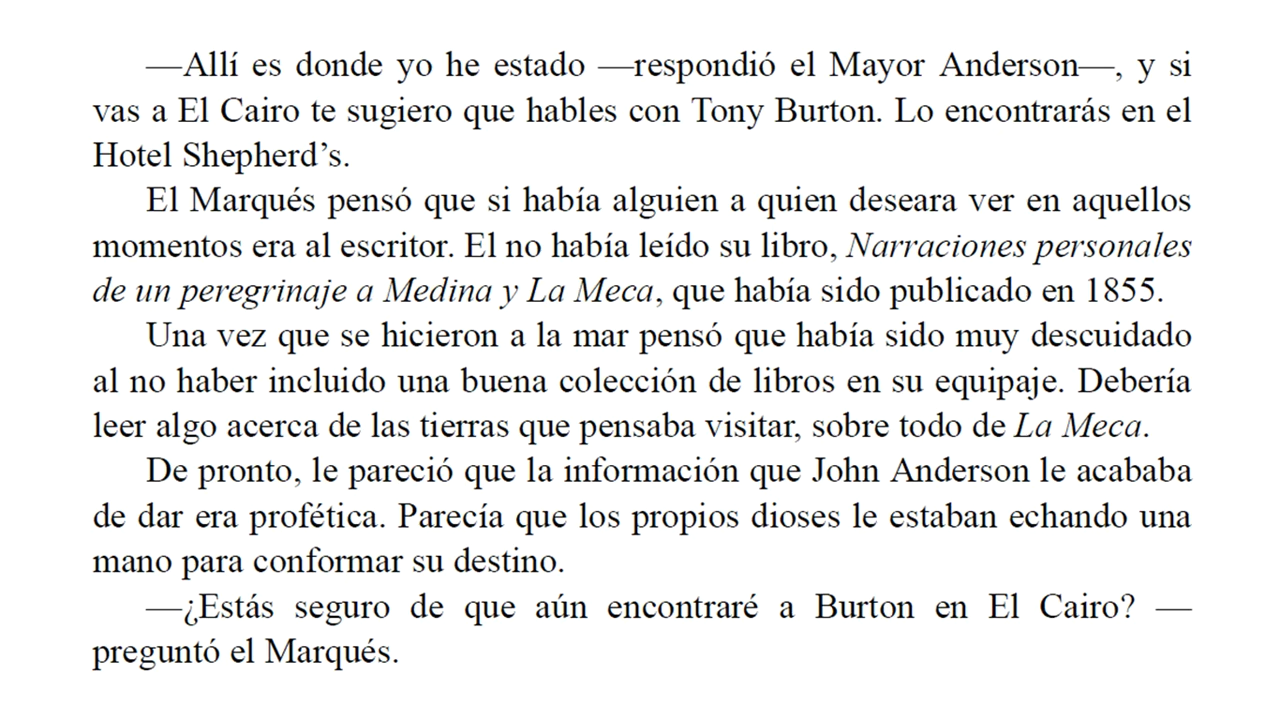 —Allí es donde yo he estado —respondió el Mayor Anderson—, y si
vas a El Cairo te sugiero que hables con Tony Burton. Lo encontrarás en el
Hotel Shepherd’s.
El Marqués pensó que si había alguien a quien deseara ver en aquellos
momentos era al escritor. El no había leído su libro, Narraciones personales
de un peregrinaje a Medina y La Meca, que había sido publicado en 1855.
Una vez que se hicieron a la mar pensó que había sido muy descuidado
al no haber incluido una buena colección de libros en su equipaje. Debería
leer algo acerca de las tierras que pensaba visitar, sobre todo de La Meca.
De pronto, le pareció que la información que John Anderson le acababa
de dar era profética. Parecía que los propios dioses le estaban echando una
mano para conformar su destino.
—¿Estás seguro de que aún encontraré a Burton en El Cairo? —
preguntó el Marqués.